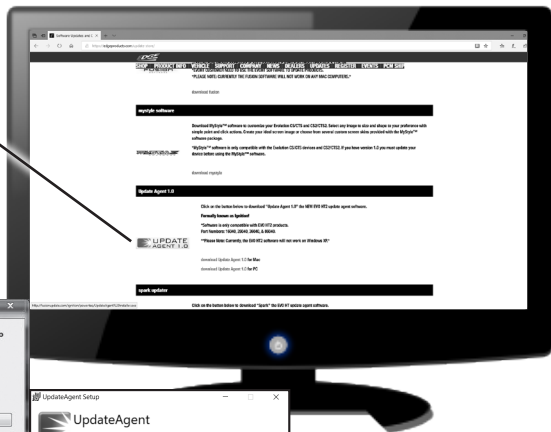 Software Updates and D
https://edgeproducts.com/update-new/
EDGE
SHOP PRODUCT INFO VEHICLE SUPPORT COMPANY NEWS DEALERS UPDATES REGISTER EVENTS PCM SHIP
FUSION
*PLEASE NOTE: CURRENTLY THE FUSION SOFTWARE WILL NOT WORK ON ANY MAC COMPUTERS.*
download fusion
mystyle software
Download MyStyle™ software to customize your Evolution CS/CTS and CS2/CTS2. Select any image to size and shape to your preference with
simple point and click actions. Create your ideal screen image or choose from several custom screen skins provided with the MyStyle™
software package.
*MyStyle™ software is only compatible with the Evolution CS/CTS devices and CS2/CTS2. If you have version 1.0 you must update your
device before using the MyStyle™ software.
download mystyle
Update Agent 1.0
Click on the button below to download "Update Agent 1.0" the NEW EVO HT2 update agent software.
Formally known as Ignition!
*Software is only compatible with EVO HT2 products.
Part Numbers: 16040, 26040, 36040, & 86040.
UPDATE
AGENT 1.0
**Please Note: Currently, the EVO HT2 software will not work on Windows XP.*
download Update Agent 1.0 for Mac
download Update Agent 1.0 for PC
spark updater
Click on the button below to download "Spark" the EVO HT update agent software.
X
UpdateAgent Setup
UpdateAgent